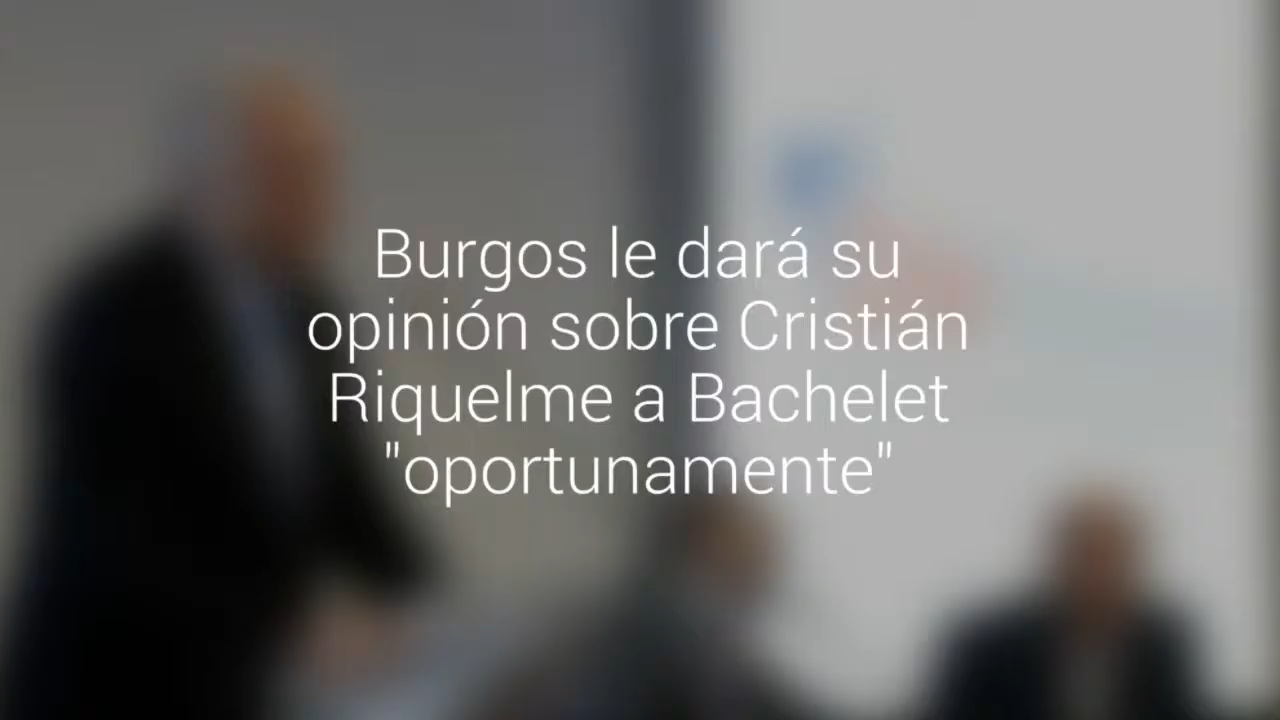 Burgos le dará su
opinión sobre Cristián
Riquelme a Bachelet
"oportunamente"